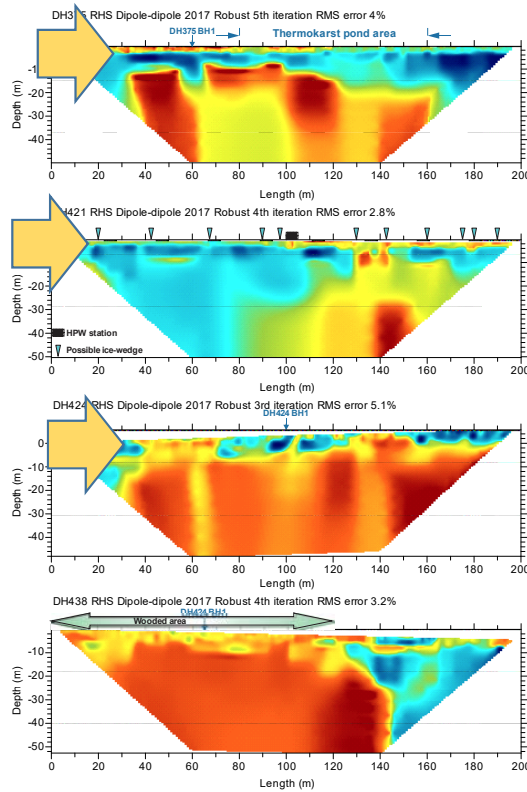 RHS Dipole-dipole 2017 Robust 5th iteration RMS error 4%
DH375 BH1
Thermokarst pond area
Depth (m)
-20
-30
-40
0 20 40 60 80 100 120 140 160 180 200
Length (m)
DH421 RHS Dipole-dipole 2017 Robust 4th iteration RMS error 2.8%
Depth (m)
-20
-30
-40
-50
HPW station
Possible ice-wedge
0 20 40 60 80 100 120 140 160 180 200
Length (m)
DH424 RHS Dipole-dipole 2017 Robust 3rd iteration RMS error 5.1%
DH424 BH1
Depth (m)
0
-10
-20
-30
-40
0 20 40 60 80 100 120 140 160 180 200
Length (m)
DH438 RHS Dipole-dipole 2017 Robust 4th iteration RMS error 3.2%
Wooded area
Depth (m)
-10
-20
-30
-40
-50
0 20 40 60 80 100 120 140 160 180 200
Length (m)